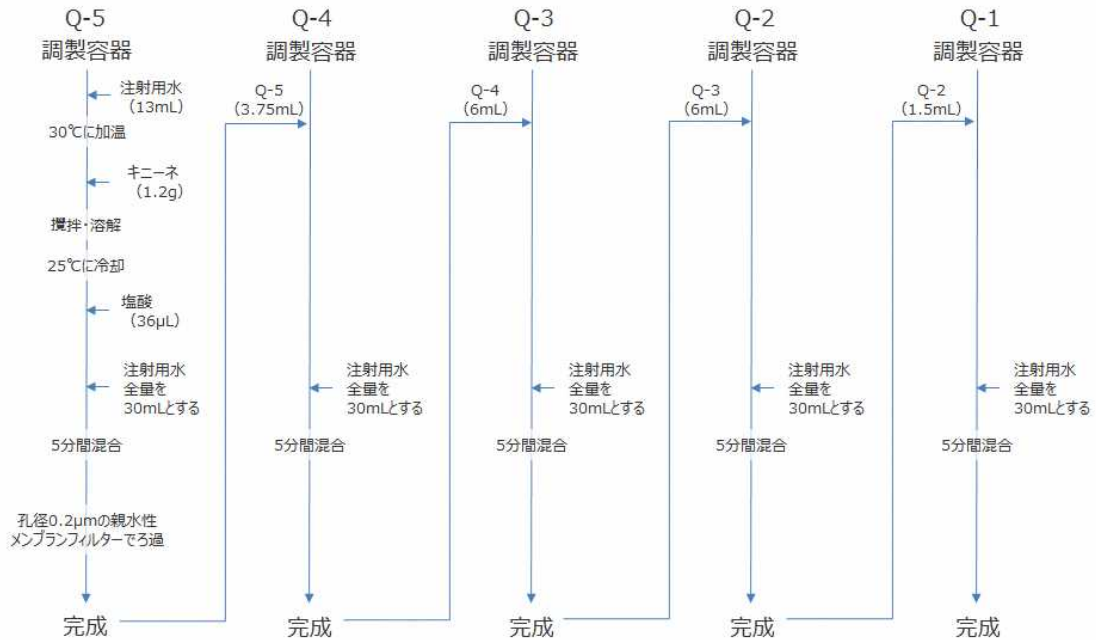 Q-5
調製容器
注射用水
（13mL）
30℃に加温
キニーネ
（1.2g）
攪拌・溶解
25℃に冷却
塩酸
（36μL）
注射用水
全量を
30mLとする
5分間混合
孔径0.2μmの親水性
メンブランフィルターでろ過
完成
Q-4
調製容器
Q-5
（3.75mL）
注射用水
全量を
30mLとする
5分間混合
完成
Q-3
調製容器
Q-4
（6mL）
注射用水
全量を
30mLとする
5分間混合
完成
Q-2
調製容器
Q-3
（6mL）
注射用水
全量を
30mLとする
5分間混合
完成
Q-1
調製容器
Q-2
（1.5mL）
注射用水
全量を
30mLとする
5分間混合
完成